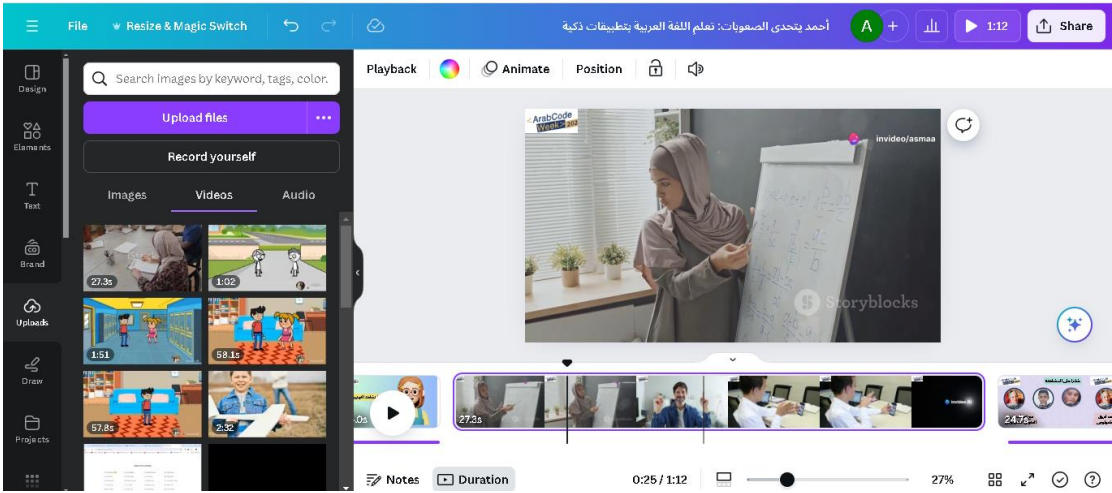 File
Resize & Magic Switch
أحمد يتحدى الصعوبات: تعلم اللغة العربية بتطبيقات ذكية
A
+
1:12
Share
Design
Elements
Text
Brand
Uploads
Draw
Projects
Search images by keyword, tags, color.
Upload files
Record yourself
Images
Videos
Audio
27.3s
1:02
1:51
58.1s
57.8s
2:32
Playback
Animate
Position
ArabCode
Week
202
invideo/asmaa
Storyblocks
.0s
27.3s
24.7s
Notes
Duration
0:25 / 1:12
27%